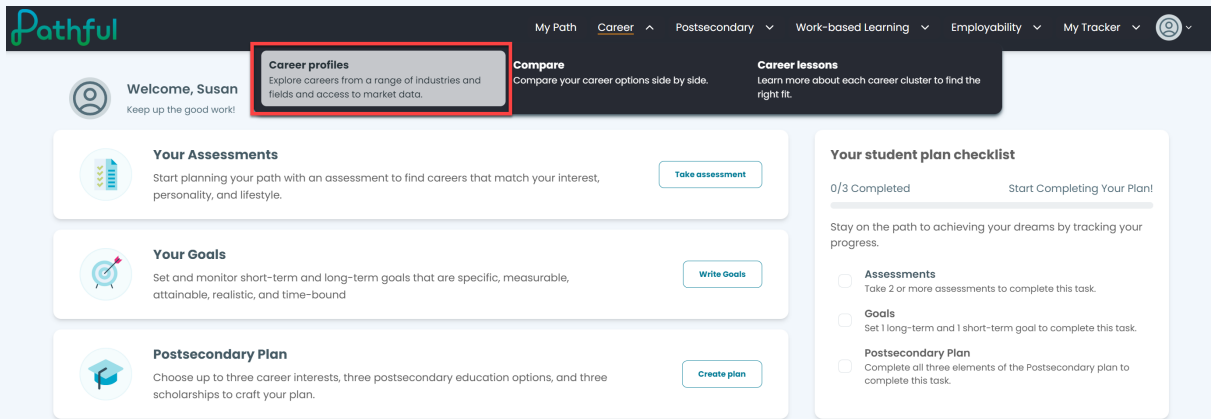 Pathful
My Path Career Postsecondary Work-based Learning Employability My Tracker
Career profiles
Explore careers from a range of industries and
fields and access to market data.
Compare
Compare your career options side by side.
Career lessons
Learn more about each career cluster to find the
right fit.
Welcome, Susan
Keep up the good work!
Your Assessments
Start planning your path with an assessment to find careers that match your interest,
personality, and lifestyle.
Take assessment
Your Goals
Set and monitor short-term and long-term goals that are specific, measurable,
attainable, realistic, and time-bound
Write Goals
Postsecondary Plan
Choose up to three career interests, three postsecondary education options, and three
scholarships to craft your plan.
Create plan
Your student plan checklist
0/3 Completed Start Completing Your Plan!
Stay on the path to achieving your dreams by tracking your
progress.
Assessments
Take 2 or more assessments to complete this task.
Goals
Set 1 long-term and 1 short-term goal to complete this task.
Postsecondary Plan
Complete all three elements of the Postsecondary plan to
complete this task.